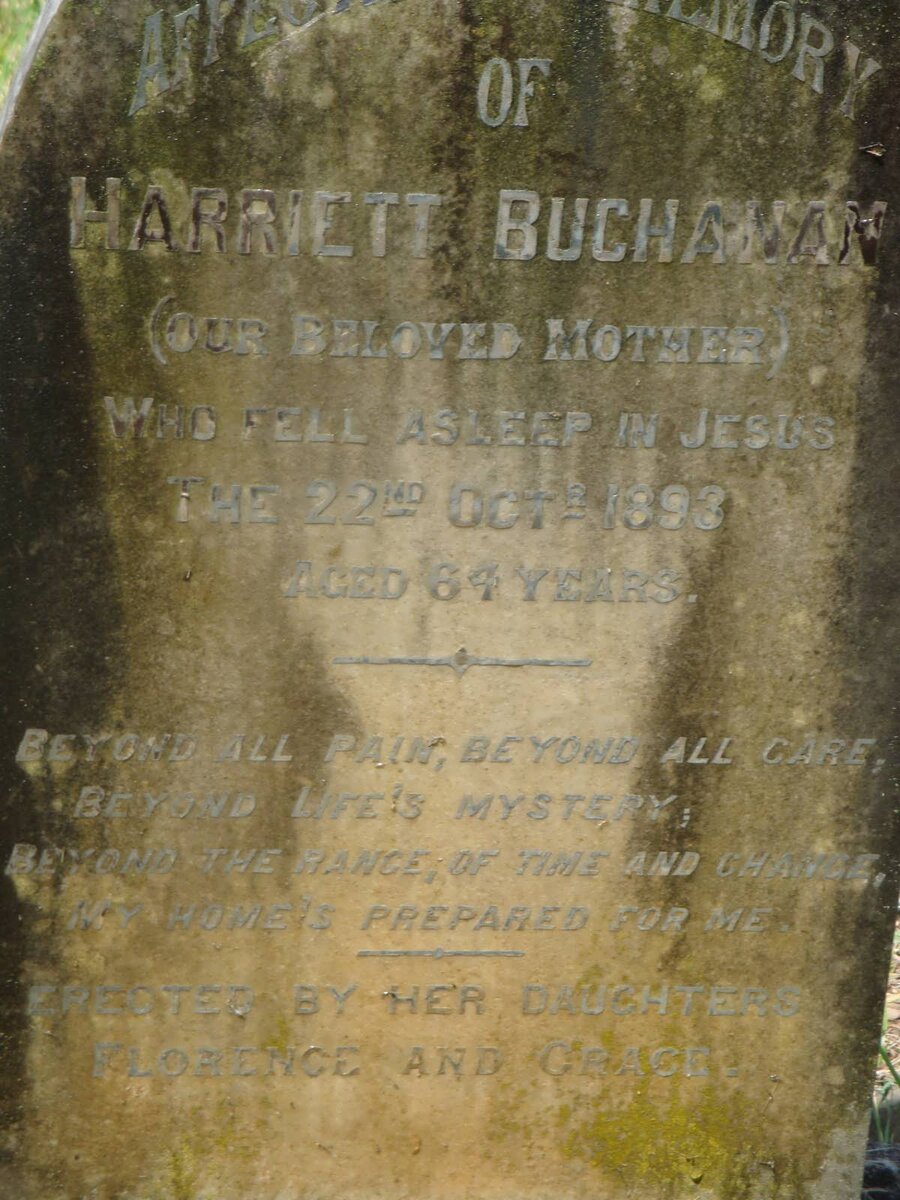 AFFECTIONATE MEMORY
OF
HARRIETT BUCHANAN
(OUR BELOVED MOTHER)
WHO FELL ASLEEP IN JESUS
THE 22ND OCTR 1893
AGED 64 YEARS.
BEYOND ALL PAIN, BEYOND ALL CARE,
BEYOND LIFE'S MYSTERY;
BEYOND THE RANGE, OF TIME AND CHANGE,
MY HOME'S PREPARED FOR ME.
ERECTED BY HER DAUGHTERS
FLORENCE AND GRACE.